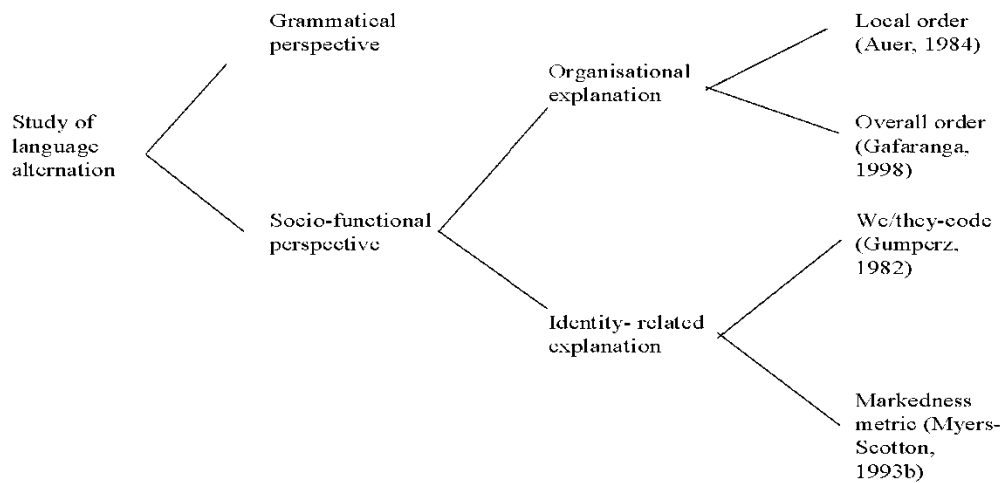 Study of
language
alternation
Grammatical
perspective
Socio-functional
perspective
Organisational
explanation
Identity- related
explanation
Local order
(Auer, 1984)
Overall order
(Gafaranga,
1998)
We/they-code
(Gumperz,
1982)
Markedness
metric (Myers-
Scotton,
1993b)